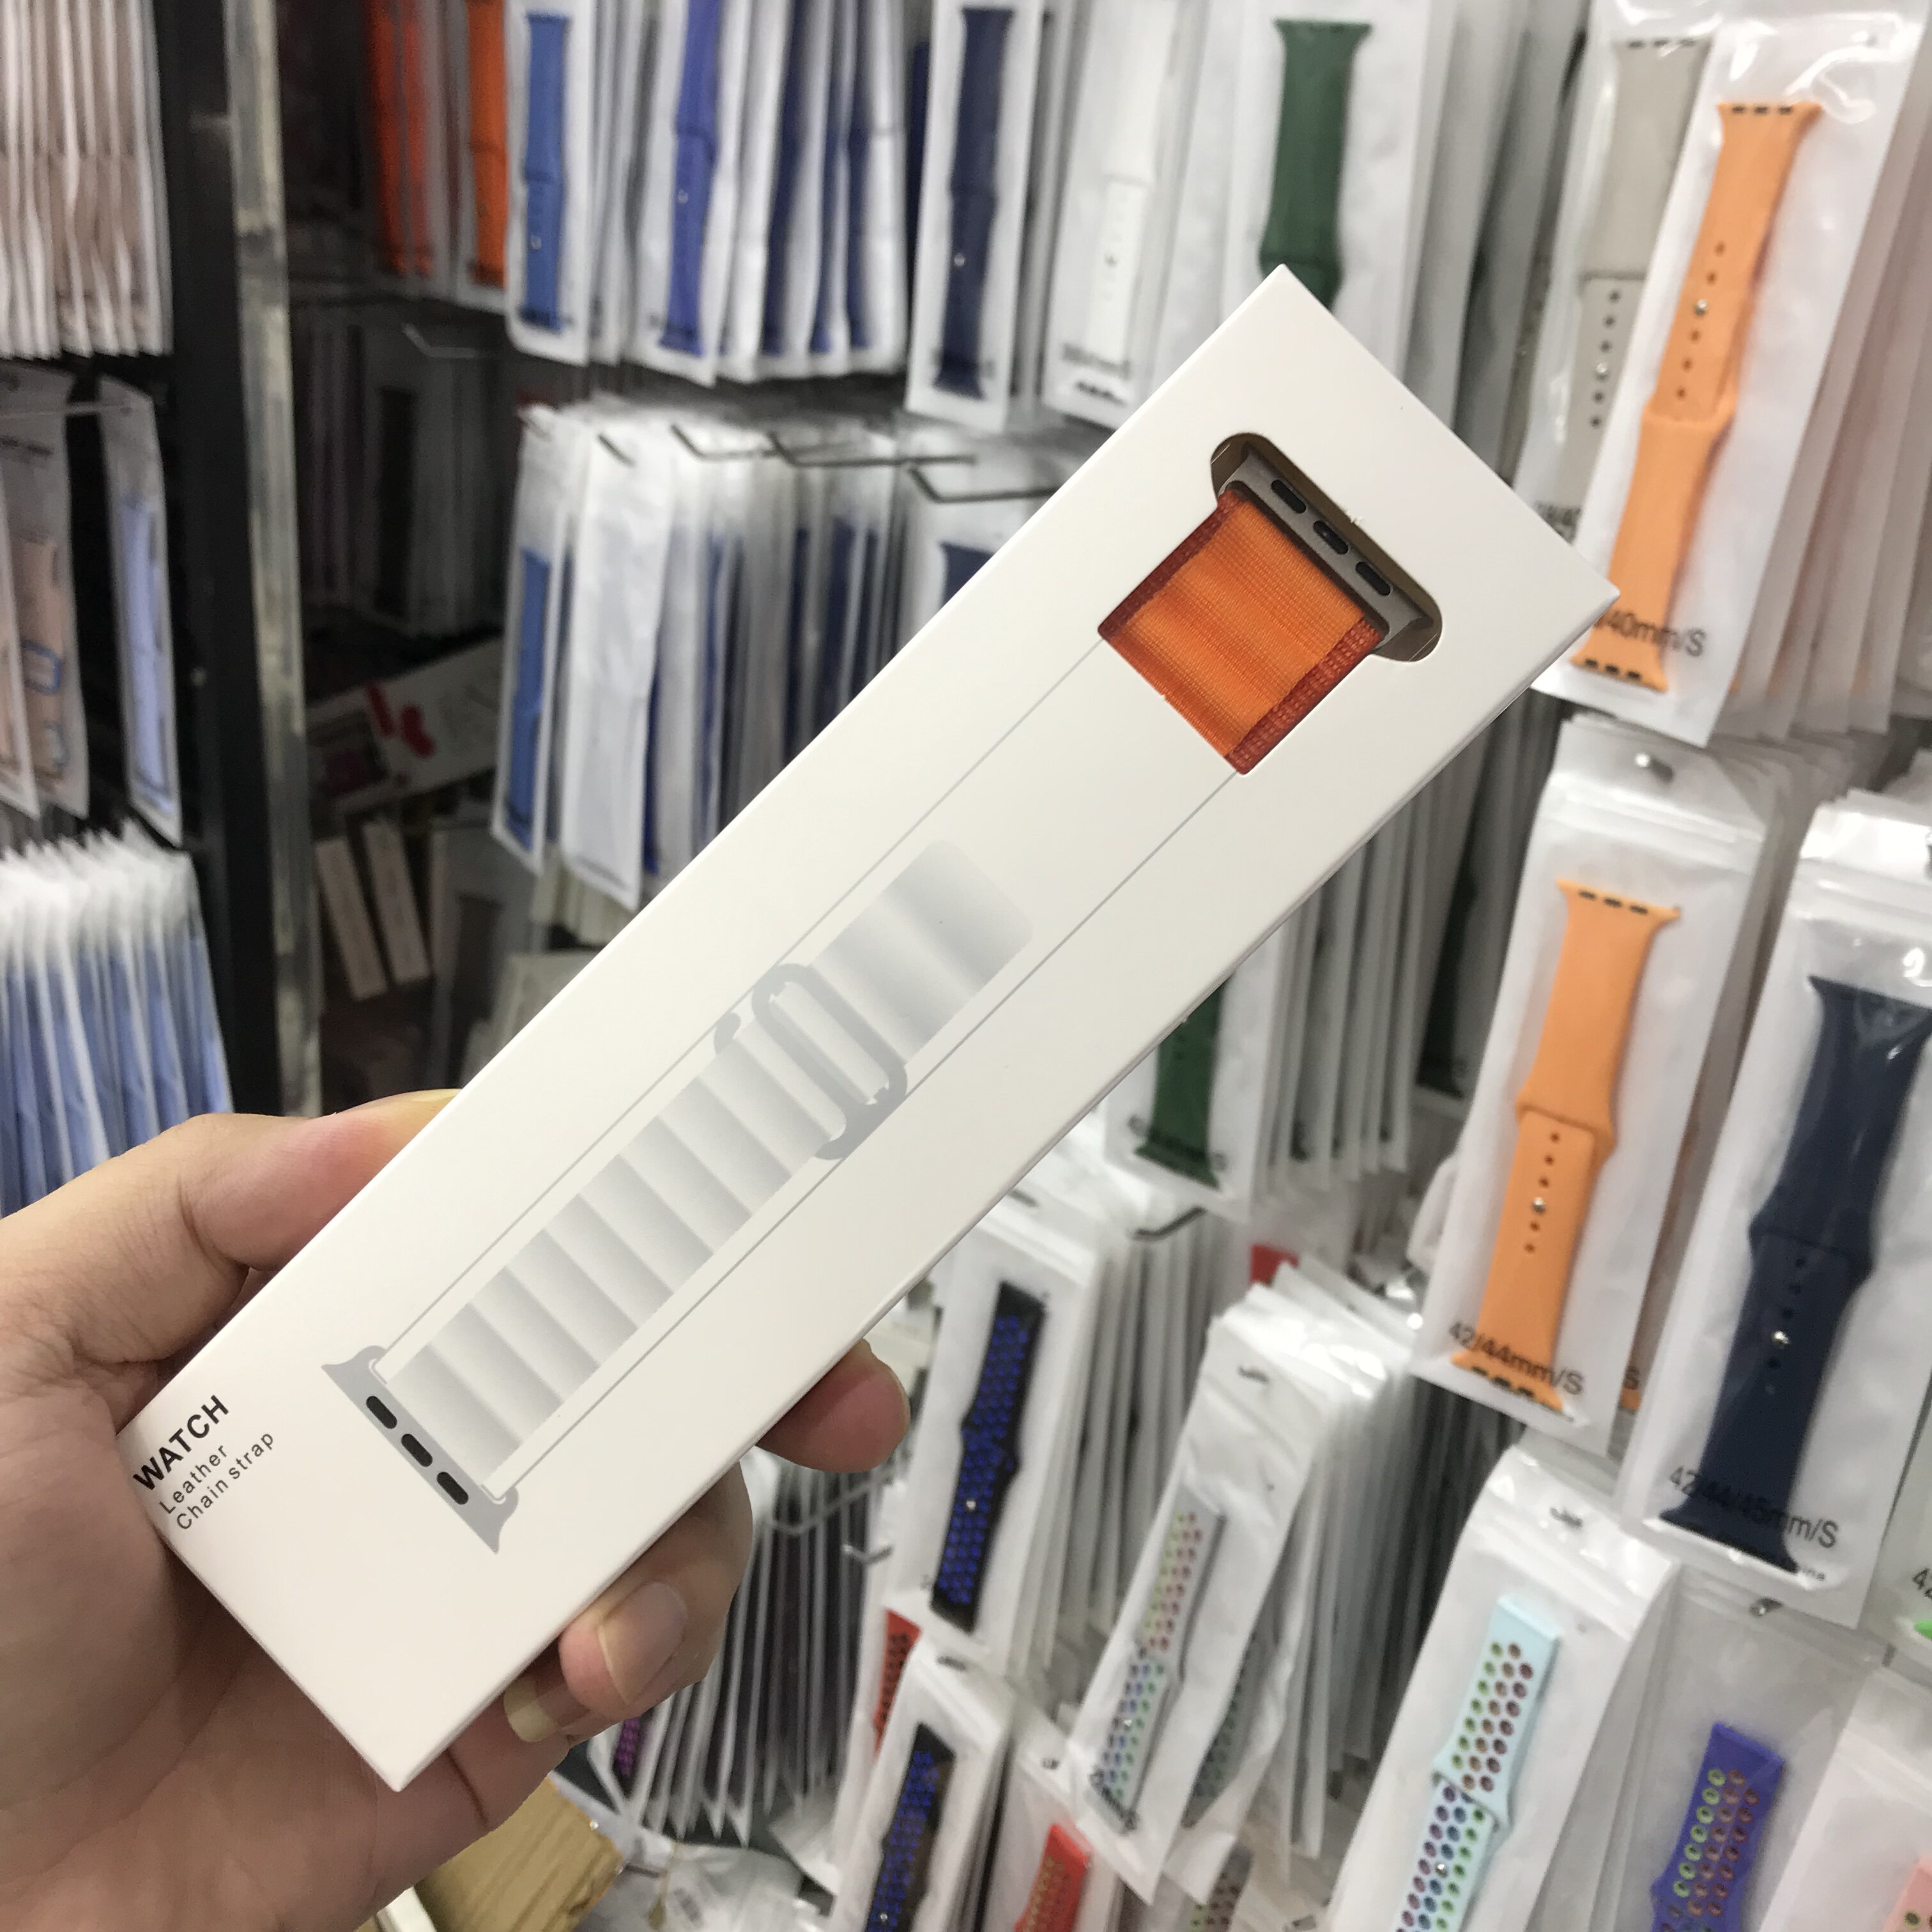 WATCH
Leather
Chain strap
/40mm/S
42/44mm/S
42/44/45mm/S